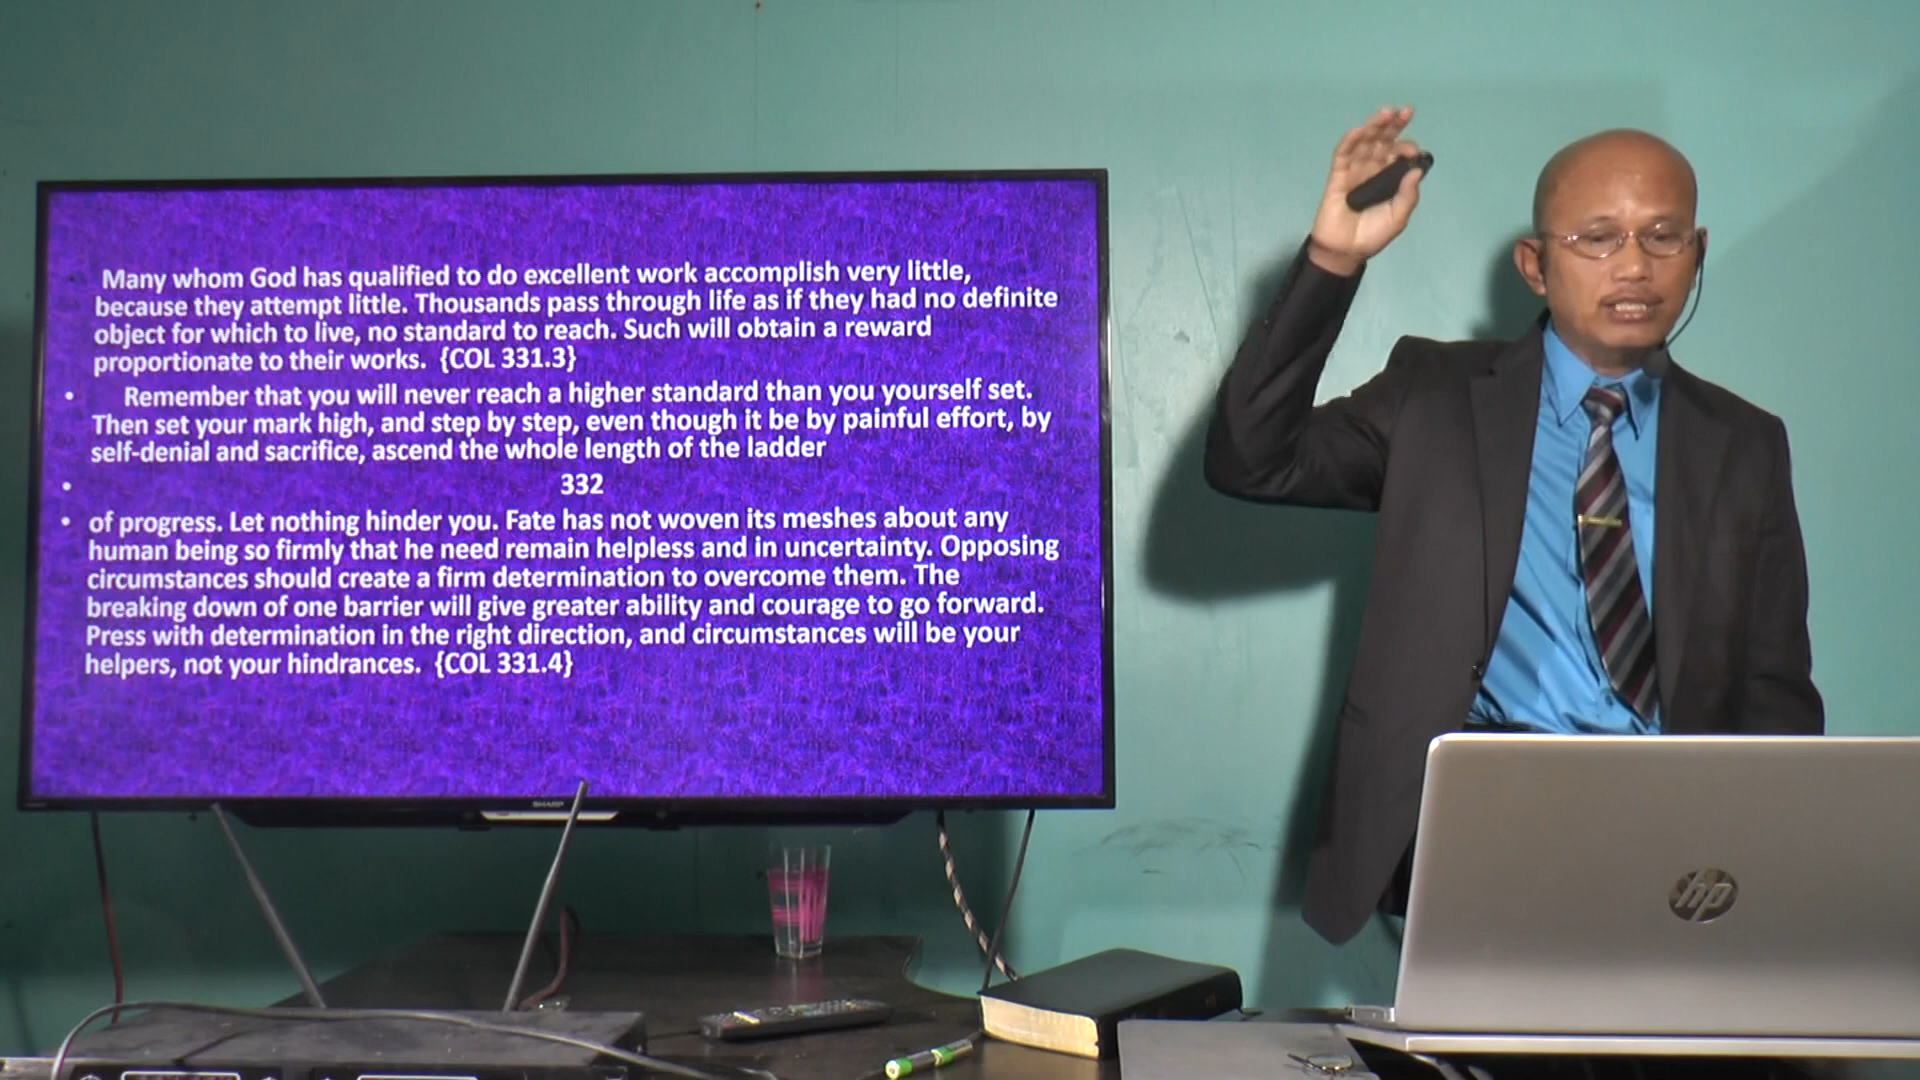 Many whom God has qualified to do excellent work accomplish very little,
because they attempt little. Thousands pass through life as if they had no definite
object for which to live, no standard to reach. Such will obtain a reward
proportionate to their works. {COL 331.3}
• Remember that you will never reach a higher standard than you yourself set.
Then set your mark high, and step by step, even though it be by painful effort, by
self-denial and sacrifice, ascend the whole length of the ladder
• 332
• of progress. Let nothing hinder you. Fate has not woven its meshes about any
human being so firmly that he need remain helpless and in uncertainty. Opposing
circumstances should create a firm determination to overcome them. The
breaking down of one barrier will give greater ability and courage to go forward.
Press with determination in the right direction, and circumstances will be your
helpers, not your hindrances. {COL 331.4}
SHARP
hp